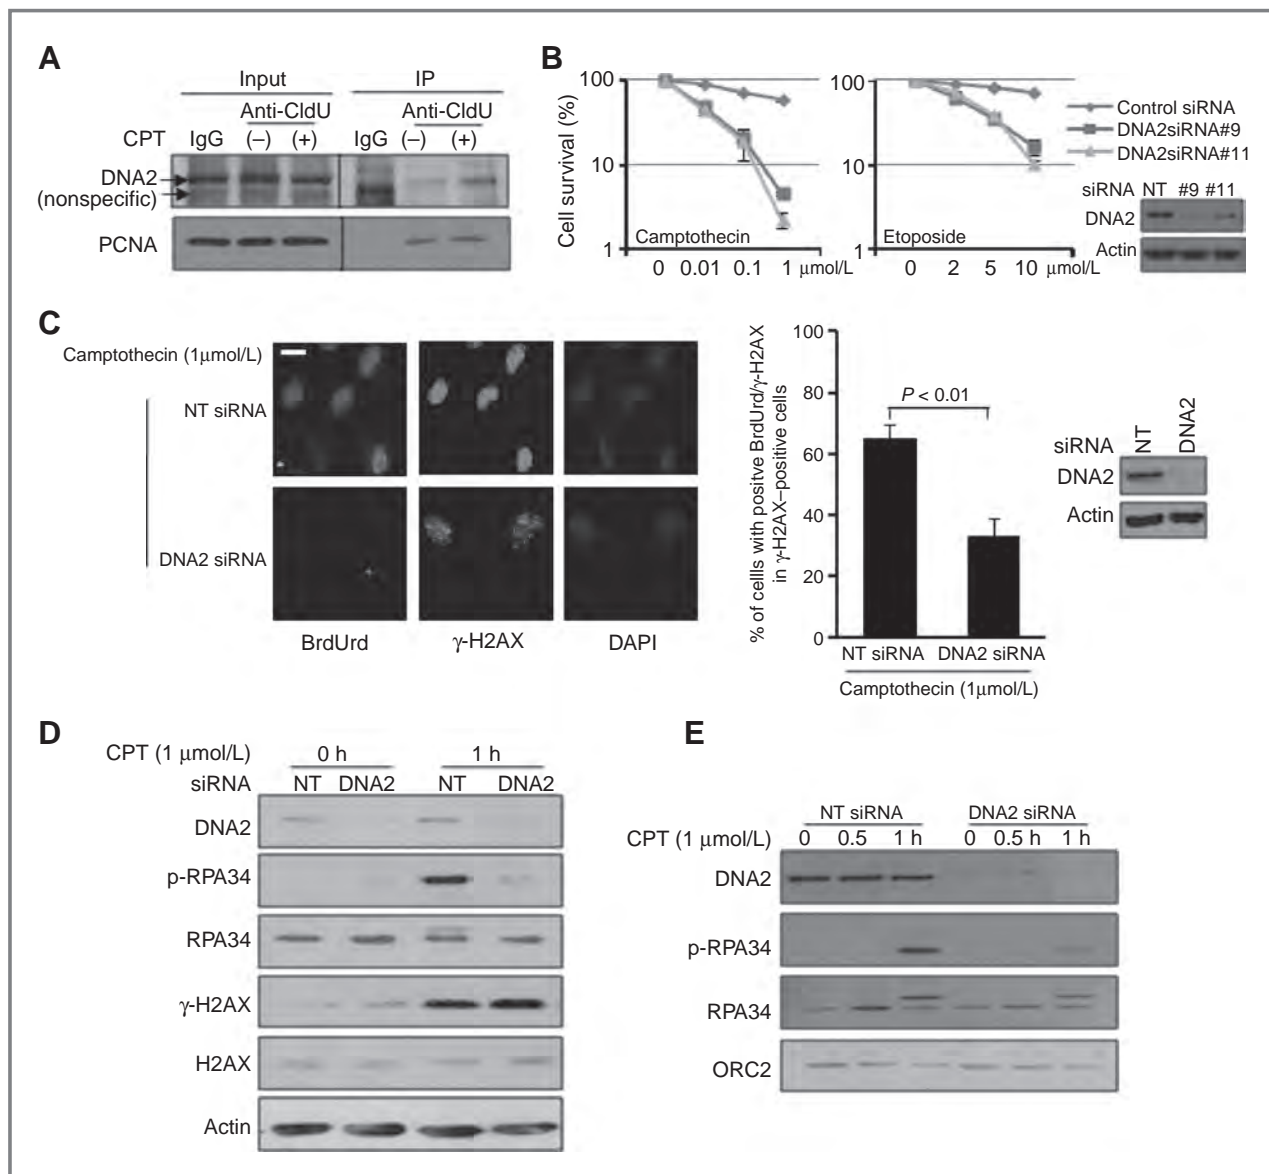 A
Input IP
Anti-CldU Anti-CldU
CPT IgG (–) (+) IgG (–) (+)
DNA2
(nonspecific)
PCNA
B
Cell survival (%)
100
10
1
Camptothecin
0 0.01 0.1 1 μmol/L
100
10
1
Etoposide
0 2 5 10 μmol/L
Control siRNA
DNA2siRNA#9
DNA2siRNA#11
siRNA NT #9 #11
DNA2
Actin
C
Camptothecin (1μmol/L)
NT siRNA
DNA2 siRNA
BrdUrd γ-H2AX DAPI
% of cellls with positve BrdUrd/γ-H2AX
in γ-H2AX–positive cells
100
80
60
40
20
0
P < 0.01
NT siRNA DNA2 siRNA
Camptothecin (1μmol/L)
siRNA NT DNA2
DNA2
Actin
D
CPT (1 μmol/L) 0 h 1 h
siRNA NT DNA2 NT DNA2
DNA2
p-RPA34
RPA34
γ-H2AX
H2AX
Actin
E
NT siRNA DNA2 siRNA
CPT (1 μmol/L) 0 0.5 1 h 0 0.5 h 1 h
DNA2
p-RPA34
RPA34
ORC2